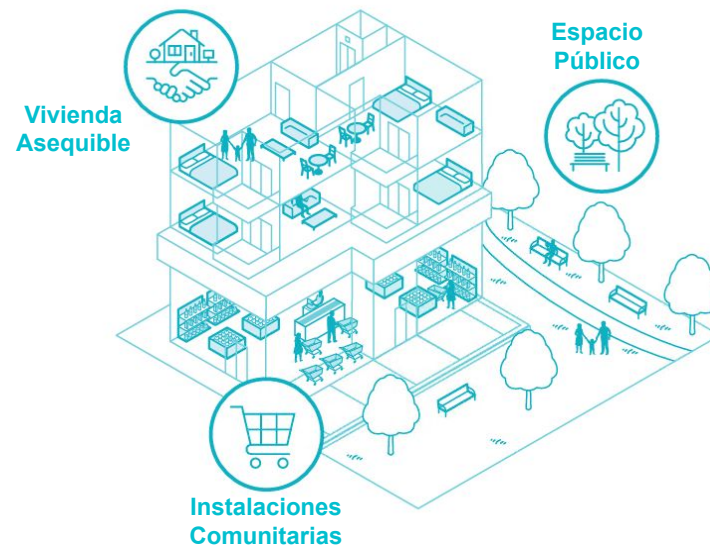 Espacio
Público
Vivienda
Asequible
Instalaciones
Comunitarias